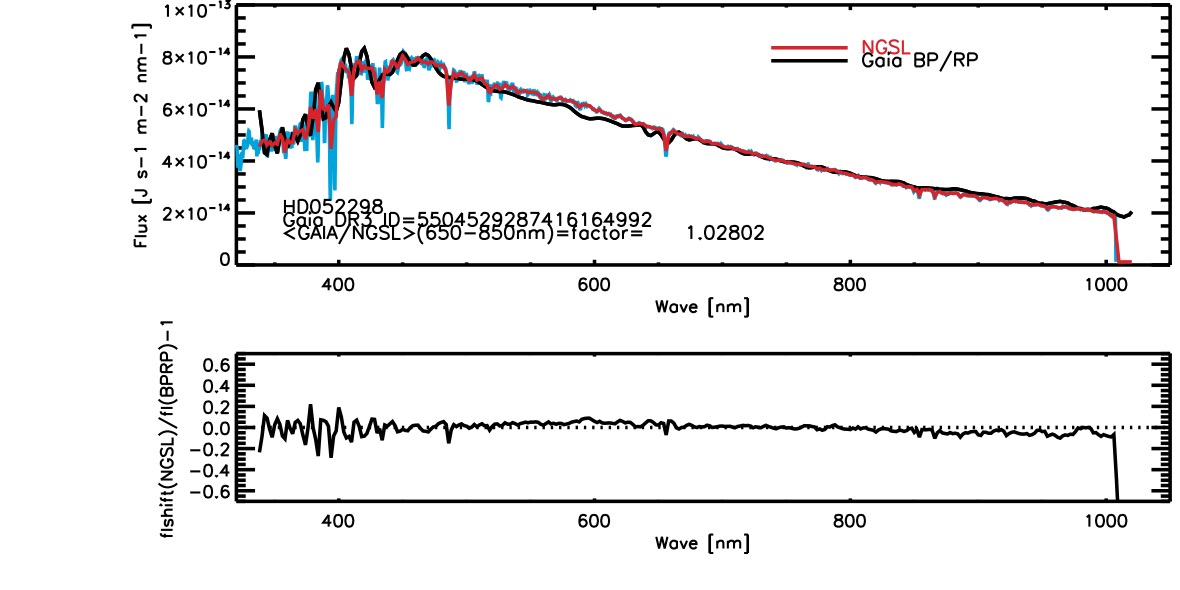 1×10−13
8×10−14
6×10−14
4×10−14
2×10−14
0
Flux [J s−1 m−2 nm−1]
NGSL
Gaia BP/RP
HD052298
Gaia DR3 ID=5504529287416164992
<GAIA/NGSL>(650−850nm)=factor= 1.02802
400 600 800 1000
Wave [nm]
flshift(NGSL)/fl(BPRP)−1
0.6
0.4
0.2
0.0
−0.2
−0.4
−0.6
400 600 800 1000
Wave [nm]